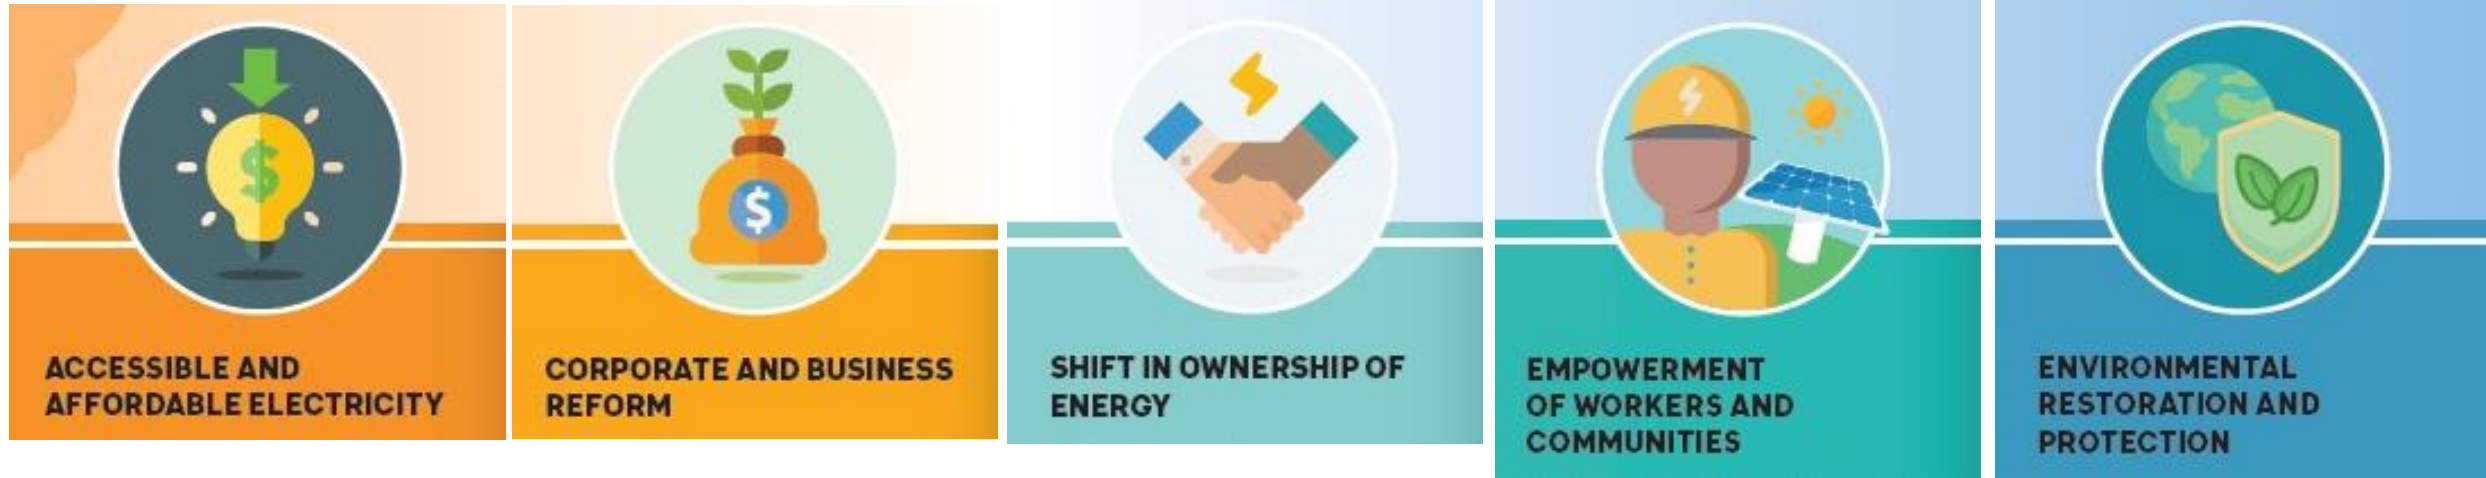 $
$
ACCESSIBLE AND
AFFORDABLE ELECTRICITY
CORPORATE AND BUSINESS
REFORM
SHIFT IN OWNERSHIP OF
ENERGY
EMPOWERMENT
OF WORKERS AND
COMMUNITIES
ENVIRONMENTAL
RESTORATION AND
PROTECTION